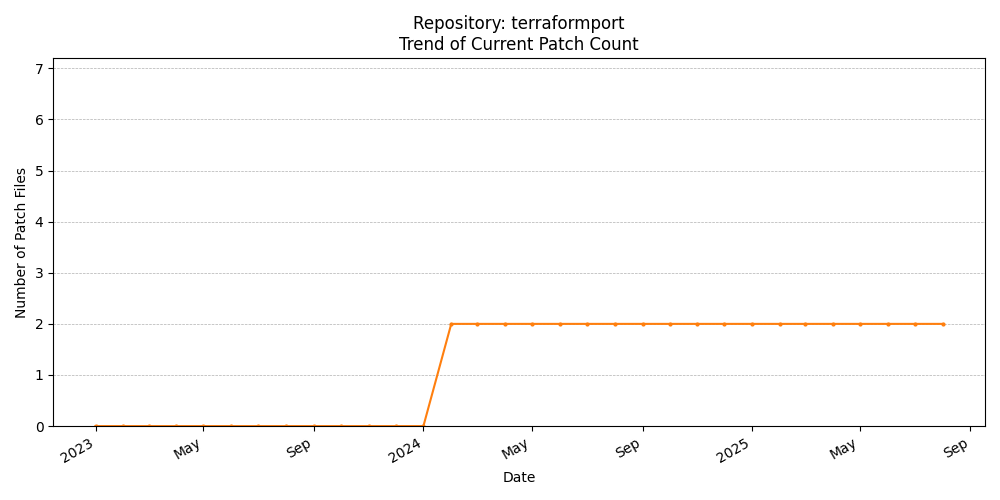 Repository: terraformport
Trend of Current Patch Count
Number of Patch Files
7
6
5
4
3
2
1
0
2023
May
Sep
2024
May
Sep
2025
May
Sep
Date